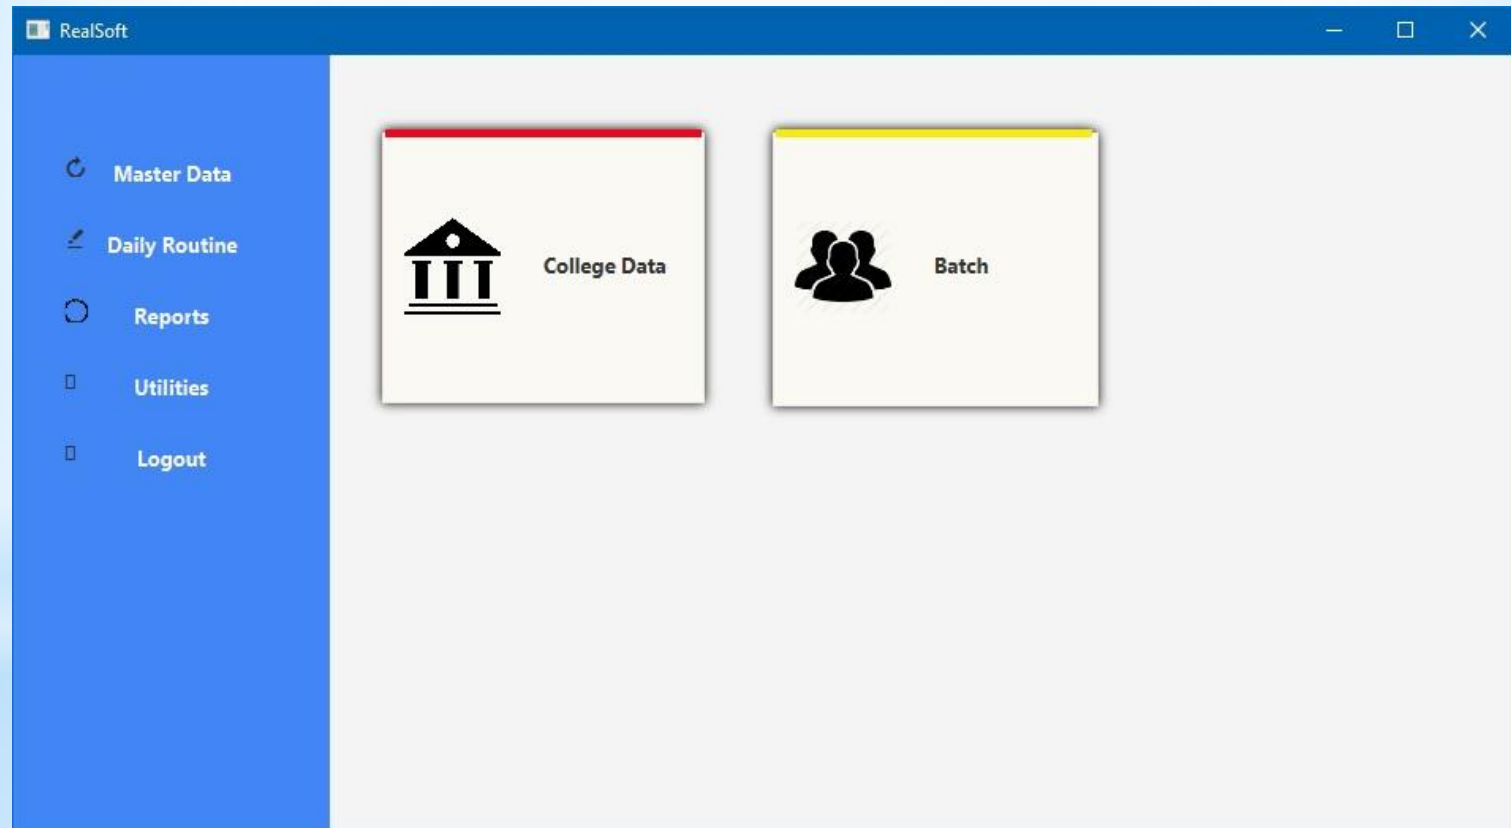 RealSoft
Master Data
Daily Routine
Reports
Utilities
Logout
College Data
Batch